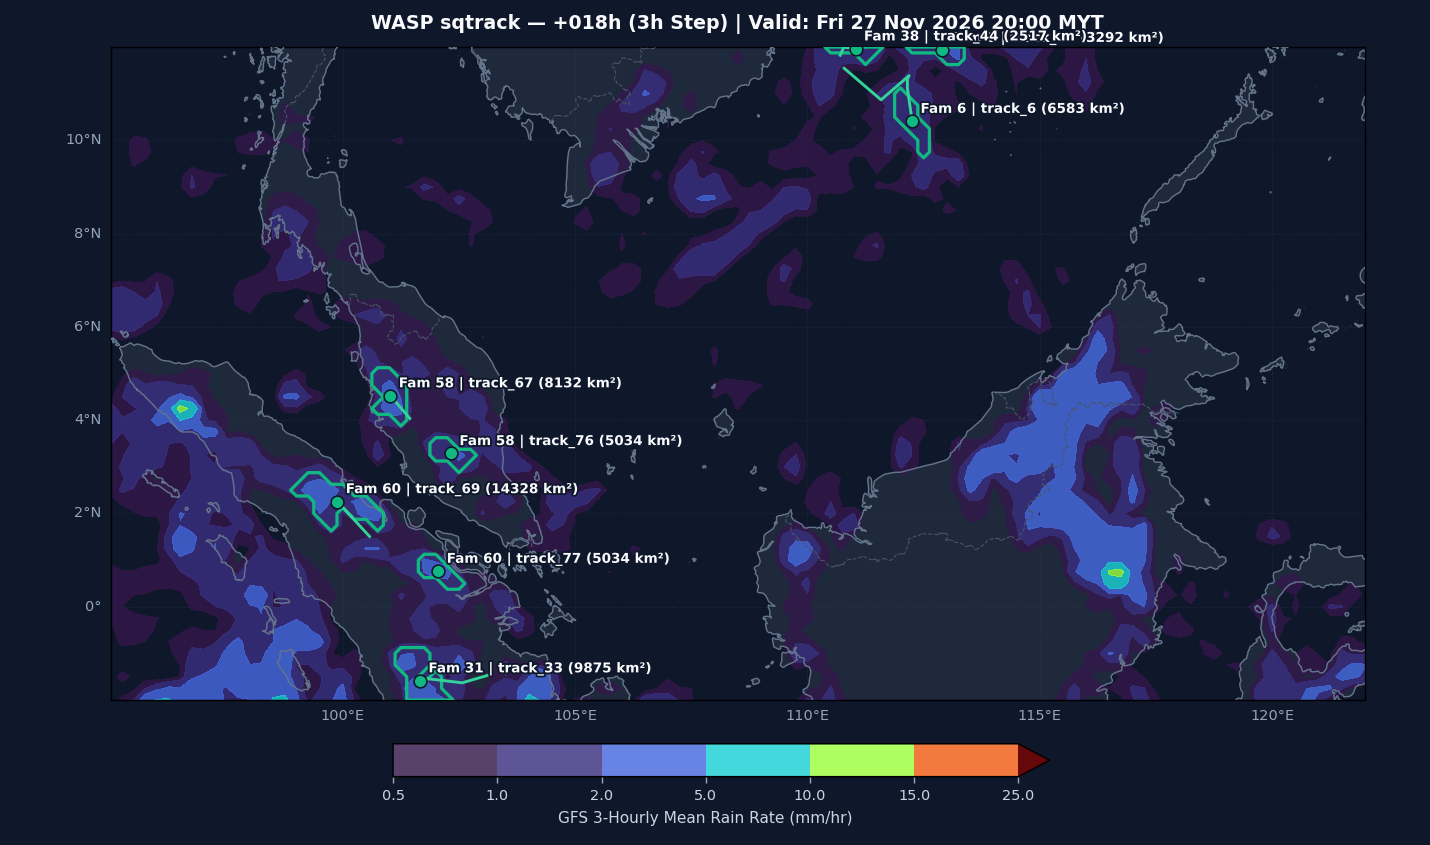 WASP sqtrack — +018h (3h Step) | Valid: Fri 27 Nov 2026 20:00 MYT
Fam 38 | track_44 (2517 km²) 3292 km²)
Fam 6 | track_6 (6583 km²)
10°N
8°N
6°N
Fam 58 | track_67 (8132 km²)
4°N
Fam 58 | track_76 (5034 km²)
Fam 60 | track_69 (14328 km²)
2°N
Fam 60 | track_77 (5034 km²)
0°
Fam 31 | track_33 (9875 km²)
100°E 105°E 110°E 115°E 120°E
0.5 1.0 2.0 5.0 10.0 15.0 25.0
GFS 3-Hourly Mean Rain Rate (mm/hr)